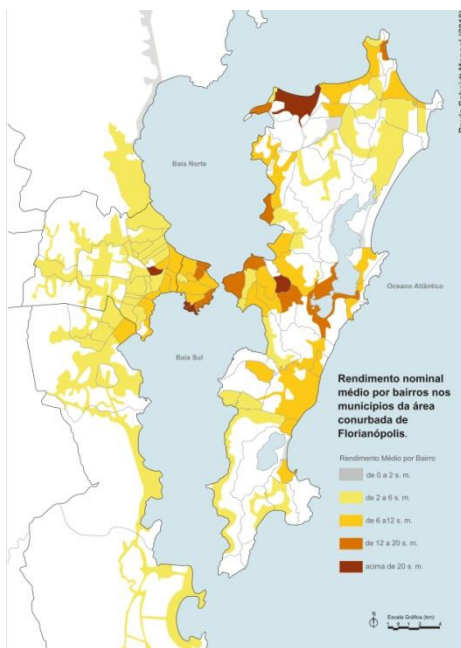 Baía Norte
Oceano Atlântico
Baía Sul
Rendimento nominal
médio por bairros nos
municípios da área
conurbada de
Florianópolis.
Rendimento Médio por Bairro
de 0 a 2 s. m.
de 2 a 6 s. m.
de 6 a12 s. m.
de 12 a 20 s. m.
acima de 20 s. m.
N
Escala Gráfica (km)